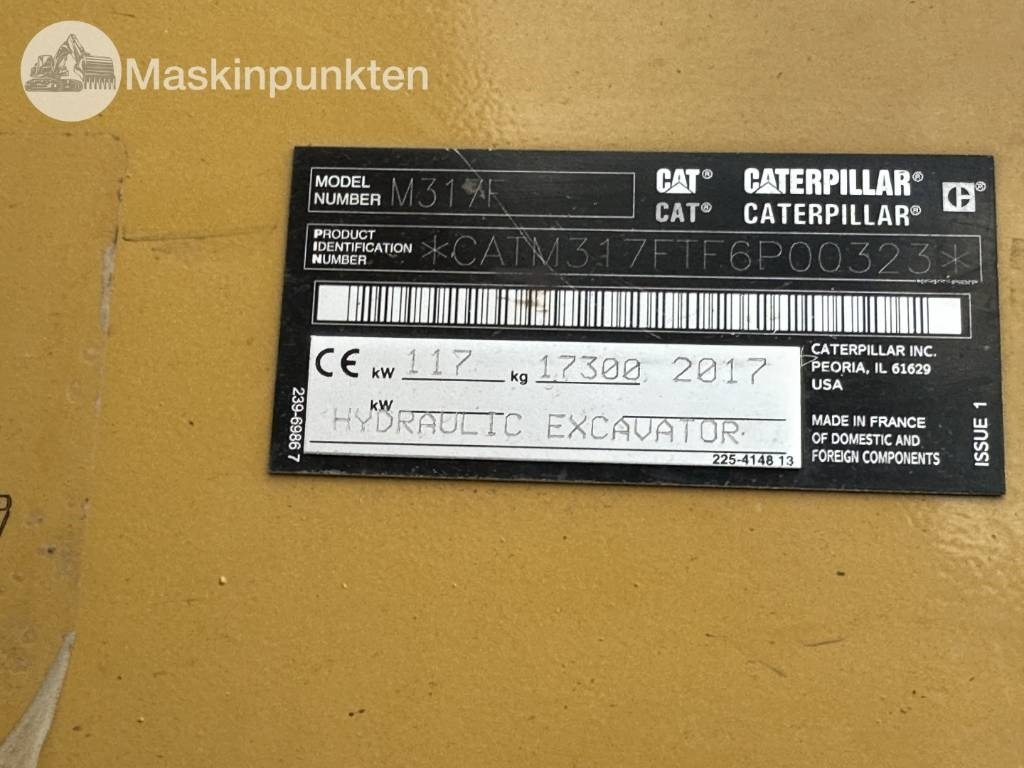 Maskinpunkten
MODEL NUMBER M317F
CAT® CATERPILLAR®
CAT® CATERPILLAR®
PRODUCT IDENTIFICATION NUMBER *CATM317FTF6P00323*
CE kW 117 kg 17300 2017
kW
HYDRAULIC EXCAVATOR
225-4148 13
239-6986 7
CATERPILLAR INC.
PEORIA, IL 61629
USA
MADE IN FRANCE
OF DOMESTIC AND
FOREIGN COMPONENTS
ISSUE 1